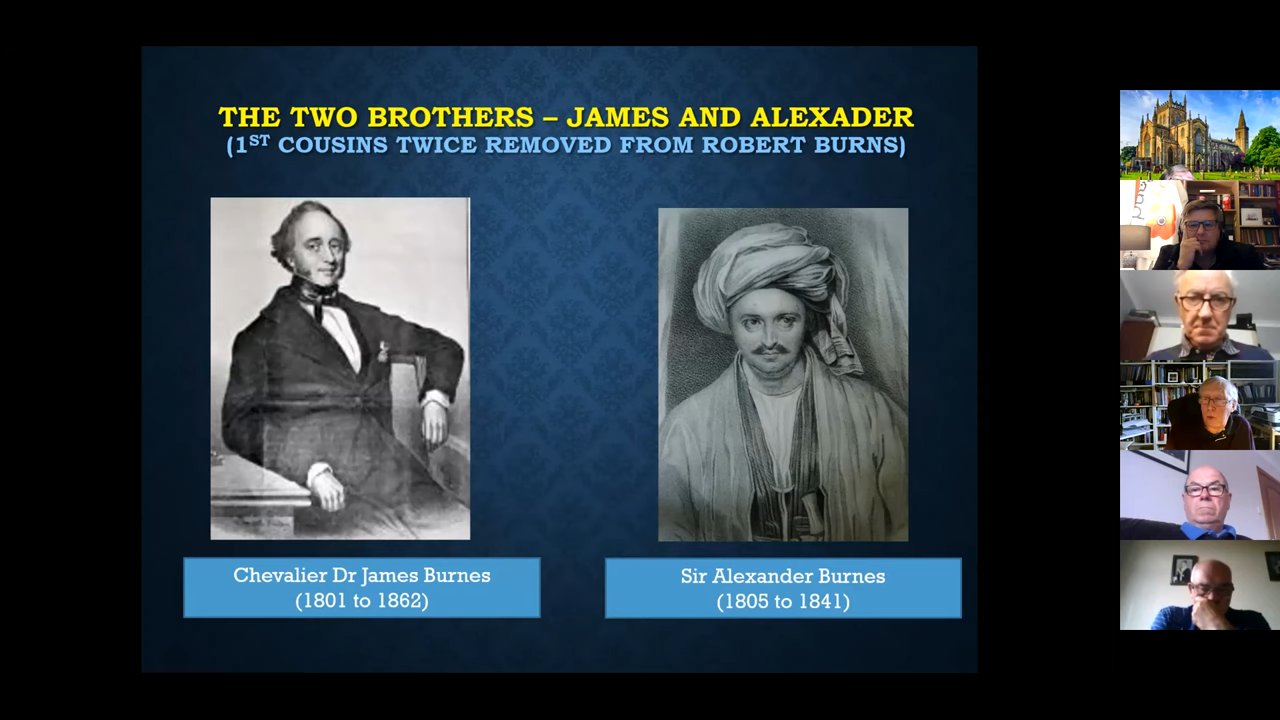 THE TWO BROTHERS – JAMES AND ALEXADER
(1ST COUSINS TWICE REMOVED FROM ROBERT BURNS)
Chevalier Dr James Burnes
(1801 to 1862)
Sir Alexander Burnes
(1805 to 1841)